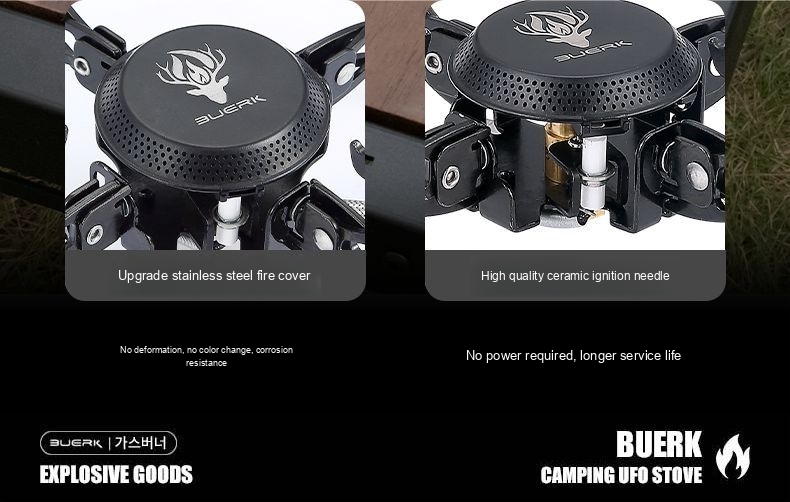 BUERK
BUERK
Upgrade stainless steel fire cover
High quality ceramic ignition needle
No deformation, no color change, corrosion
resistance
No power required, longer service life
BUERK | 가스버너
EXPLOSIVE GOODS
BUERK
CAMPING UFO STOVE